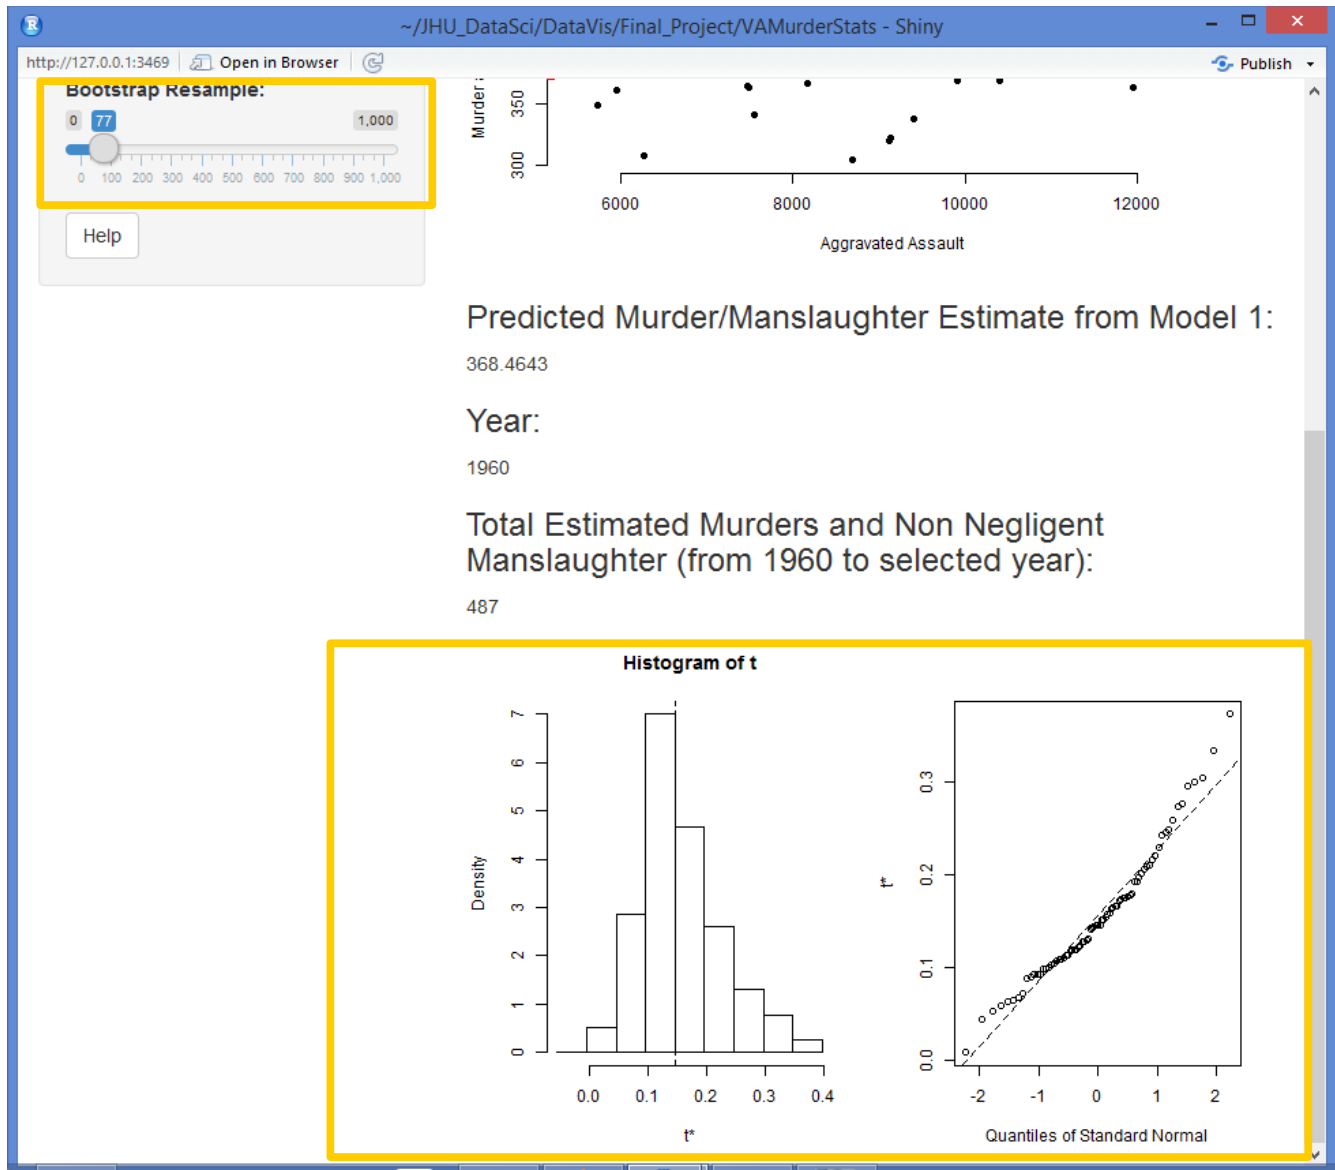 ~/JHU_DataSci/DataVis/Final_Project/VAMurderStats - Shiny
http://127.0.0.1:3469 Open in Browser Publish
Bootstrap Resample:
0 77 1,000
0 100 200 300 400 500 600 700 800 900 1,000
Help
Murder
350
300
6000 8000 10000 12000
Aggravated Assault
Predicted Murder/Manslaughter Estimate from Model 1:
368.4643
Year:
1960
Total Estimated Murders and Non Negligent
Manslaughter (from 1960 to selected year):
487
Histogram of t
Density
7
6
5
4
3
2
1
0
0.0 0.1 0.2 0.3 0.4
t*
t*
0.3
0.2
0.1
0.0
-2 -1 0 1 2
Quantiles of Standard Normal